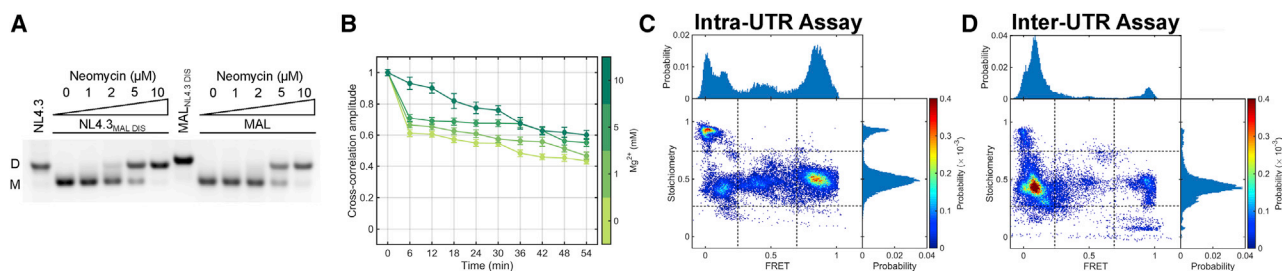 A
Neomycin (µM)
0 1 2 5 10
NL4.3
NL4.3MAL DIS
MALNL4.3 DIS
Neomycin (µM)
0 1 2 5 10
MAL
D
M
B
Cross-correlation amplitude
1
0.8
0.6
0.4
0.2
0
0 6 12 18 24 30 36 42 48 54
Time (min)
10
5
1
0
Mg2+ (mM)
C
Intra-UTR Assay
Probability
0.02
0.01
0
Stoichiometry
1
0.5
0
0 0.5 1
FRET
0 0.04
Probability
0.4
0.3
0.2
0.1
0
Probability (× 10-3)
D
Inter-UTR Assay
Probability
0.04
0.03
0.02
0.01
0
Stoichiometry
1
0.5
0
0 0.5 1
FRET
0 0.02 0.04
Probability
0.4
0.3
0.2
0.1
0
Probability (× 10-3)